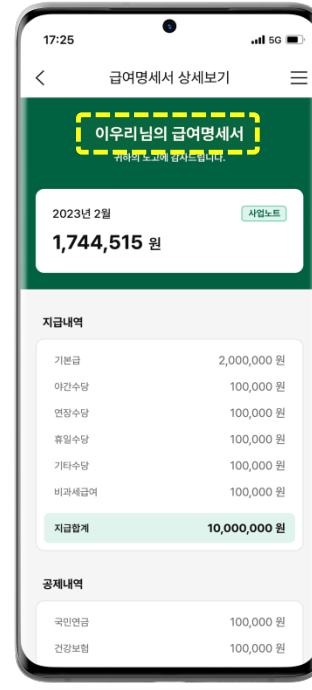 17:25
5G
급여명세서 상세보기
이우리님의 급여명세서
귀하의 노고에 감사드립니다.
2023년 2월 사업노트
1,744,515 원
지급내역
기본급 2,000,000 원
야간수당 100,000 원
연장수당 100,000 원
휴일수당 100,000 원
기타수당 100,000 원
비과세급여 100,000 원
지급합계 10,000,000 원
공제내역
국민연금 100,000 원
건강보험 100,000 원